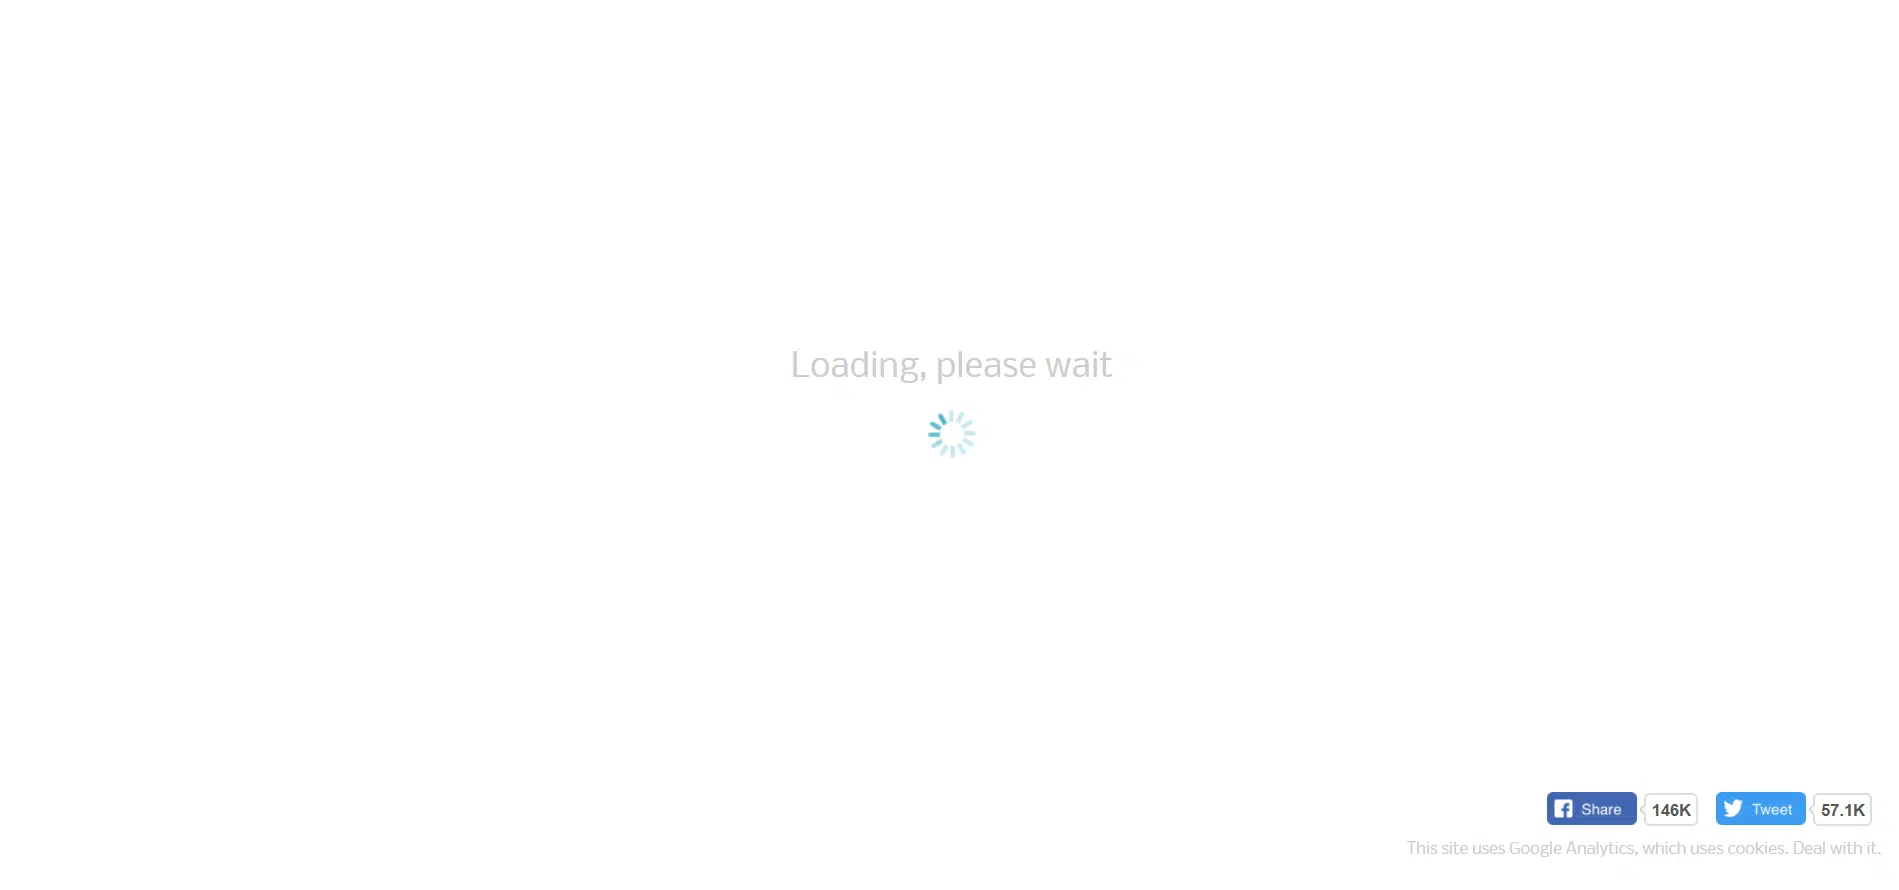 Loading, please wait
Share 146K Tweet 57.1K
This site uses Google Analytics, which uses cookies. Deal with it.